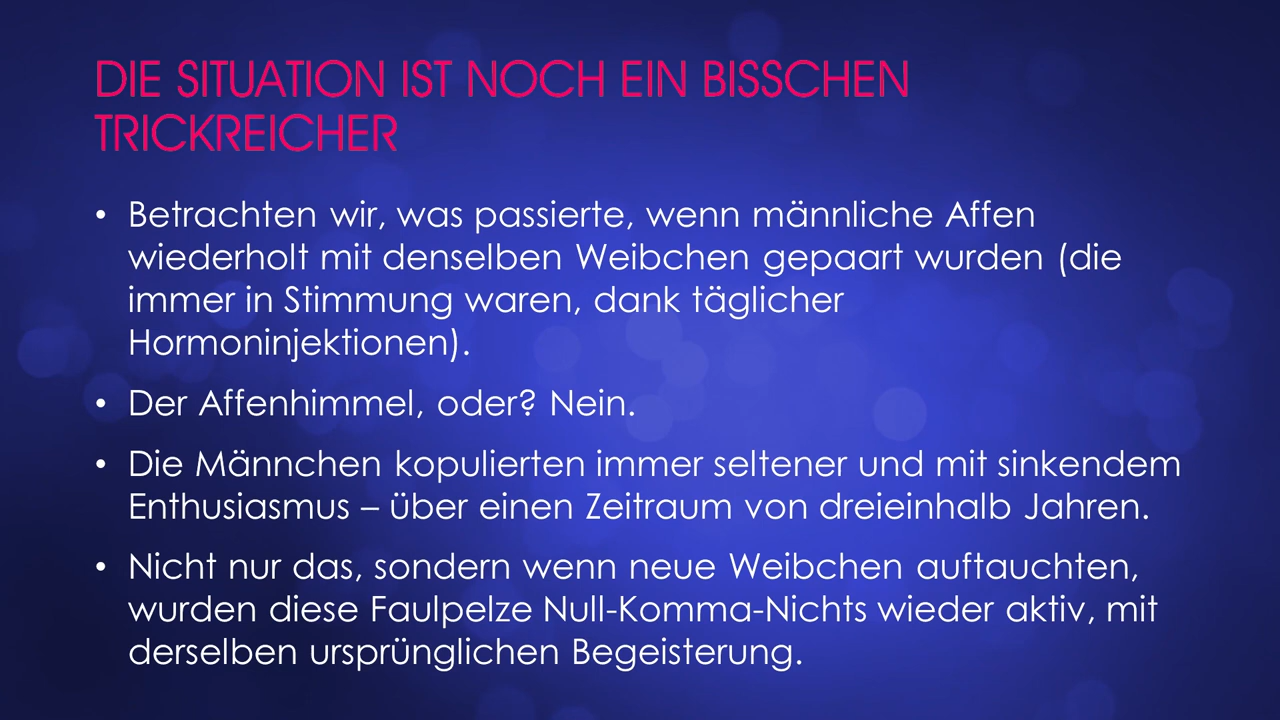 DIE SITUATION IST NOCH EIN BISSCHEN
TRICKREICHER
• Betrachten wir, was passierte, wenn männliche Affen
wiederholt mit denselben Weibchen gepaart wurden (die
immer in Stimmung waren, dank täglicher
Hormoninjektionen).
• Der Affenhimmel, oder? Nein.
• Die Männchen kopulierten immer seltener und mit sinkendem
Enthusiasmus – über einen Zeitraum von dreieinhalb Jahren.
• Nicht nur das, sondern wenn neue Weibchen auftauchten,
wurden diese Faulpelze Null-Komma-Nichts wieder aktiv, mit
derselben ursprünglichen Begeisterung.